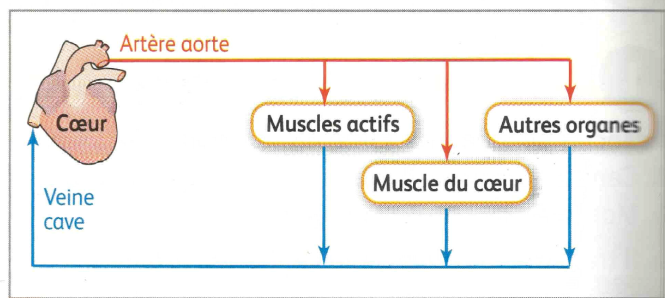 Artère aorte
Cœur
Muscles actifs
Autres organes
Muscle du cœur
Veine
cave